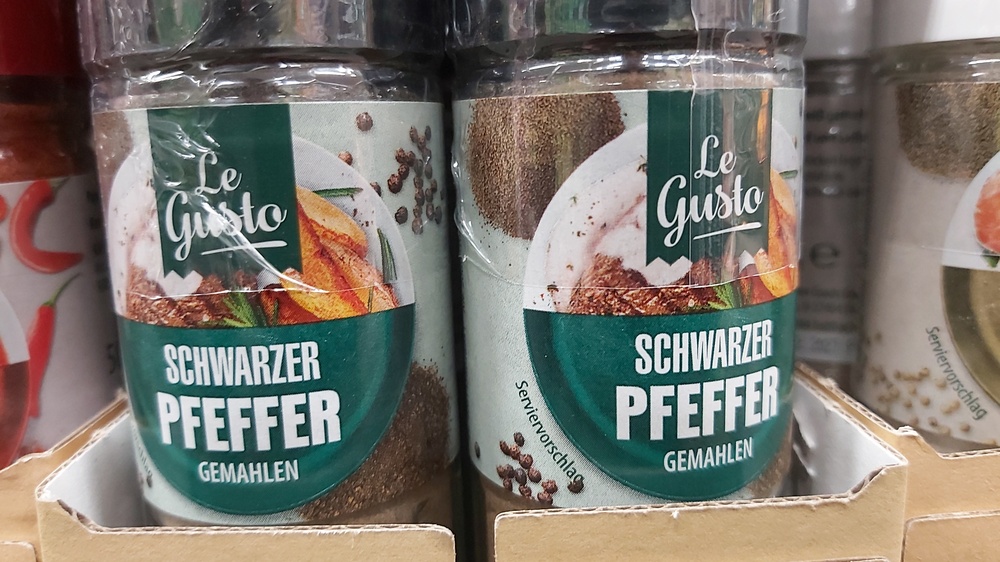 Le
Gusto
SCHWARZER
PFEFFER
GEMAHLEN
Le
Gusto
SCHWARZER
PFEFFER
GEMAHLEN
Serviervorschlag
Serviervorschlag